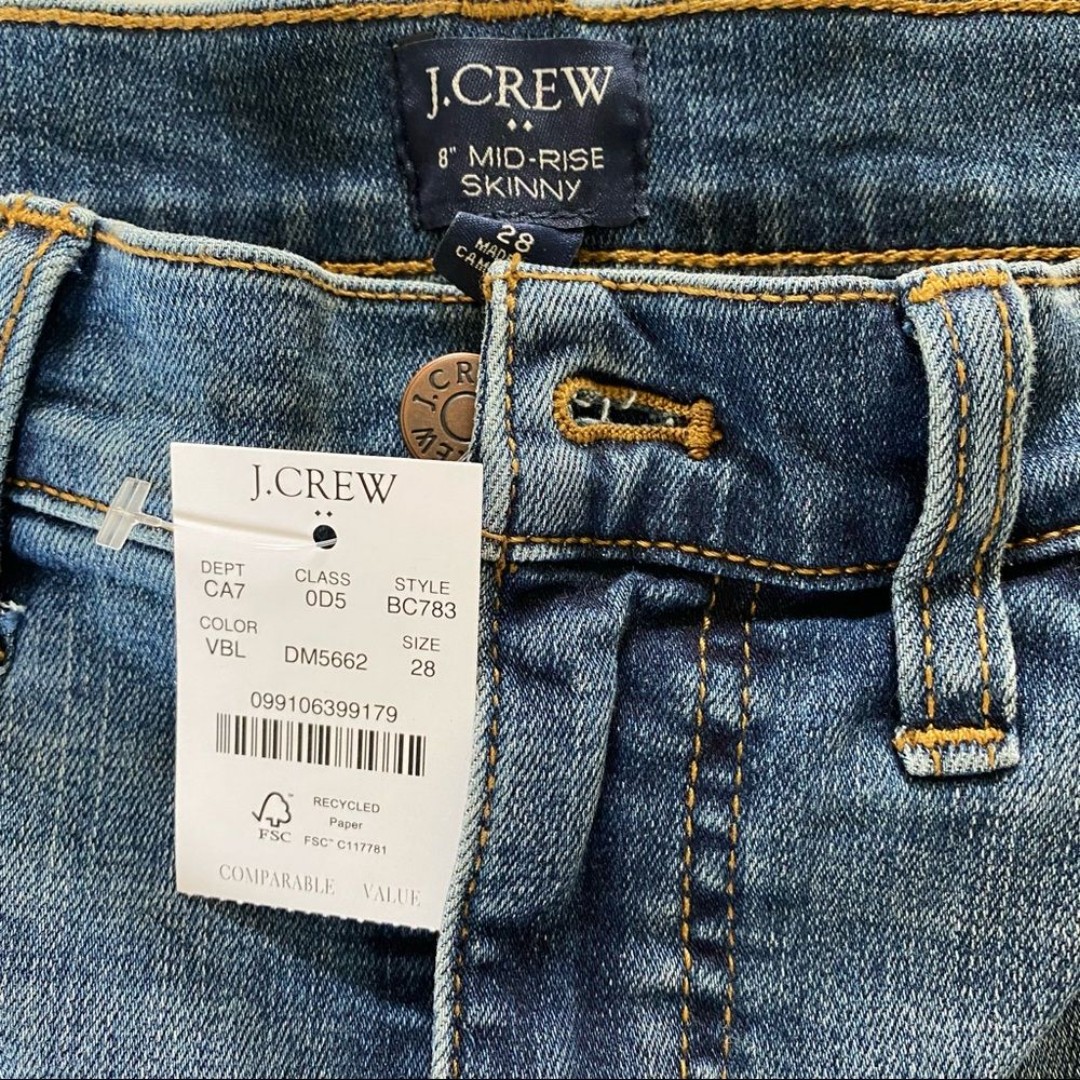 J.CREW
8" MID-RISE
SKINNY
28
J.CREW
J.CREW
DEPT CLASS STYLE
CA7 0D5 BC783
COLOR SIZE
VBL DM5662 28
099106399179
RECYCLED
Paper
FSC FSC™ C117781
COMPARABLE VALUE